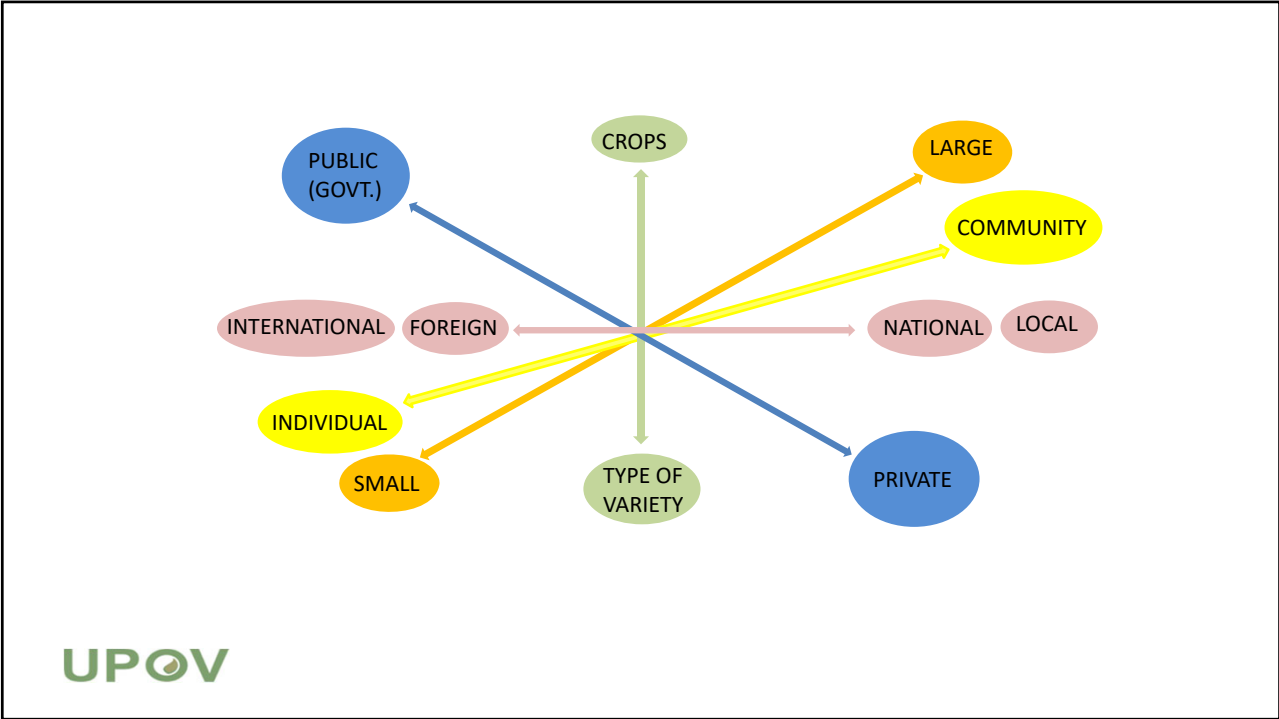 PUBLIC
(GOVT.)
CROPS
LARGE
COMMUNITY
INTERNATIONAL
FOREIGN
NATIONAL
LOCAL
INDIVIDUAL
SMALL
TYPE OF
VARIETY
PRIVATE
UPOV